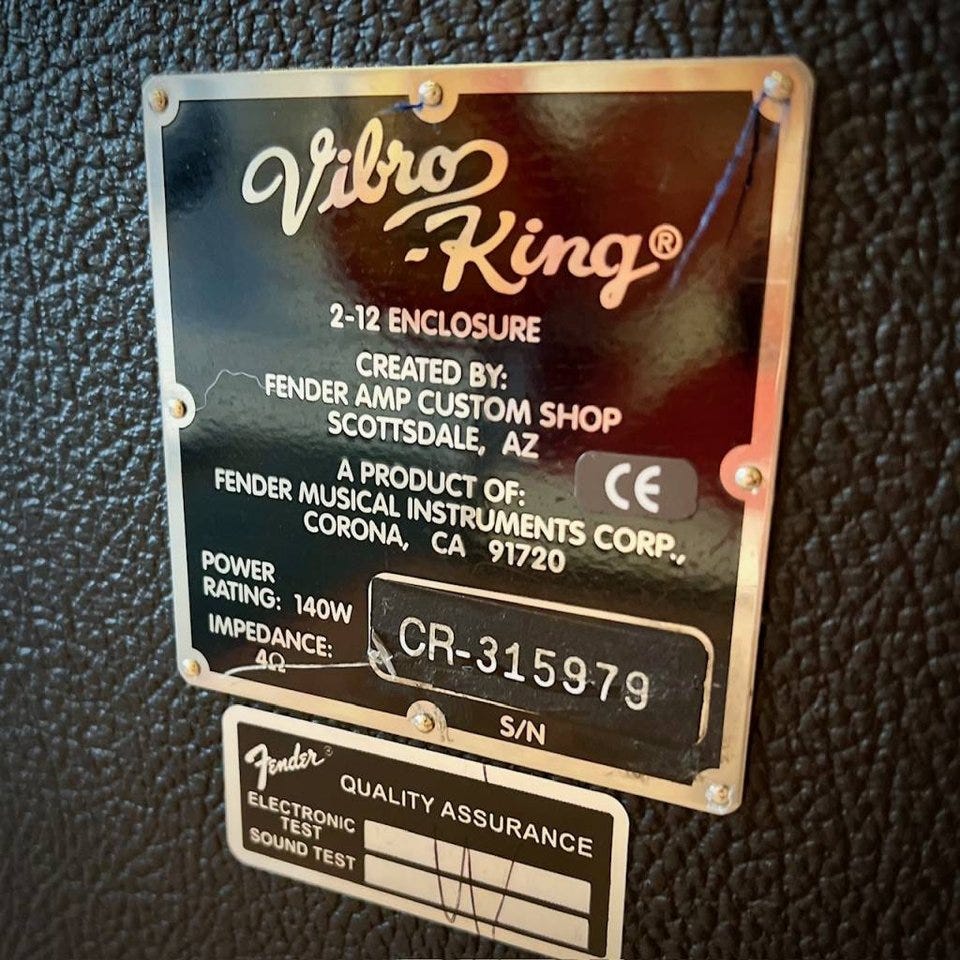 Vibro
-King®
2-12 ENCLOSURE
CREATED BY:
FENDER AMP CUSTOM SHOP
SCOTTSDALE, AZ
A PRODUCT OF:
CE
FENDER MUSICAL INSTRUMENTS CORP.,
CORONA, CA 91720
POWER
RATING: 140W
IMPEDANCE:
4Ω
CR-315979
S/N
Fender®
QUALITY ASSURANCE
ELECTRONIC
TEST
SOUND TEST